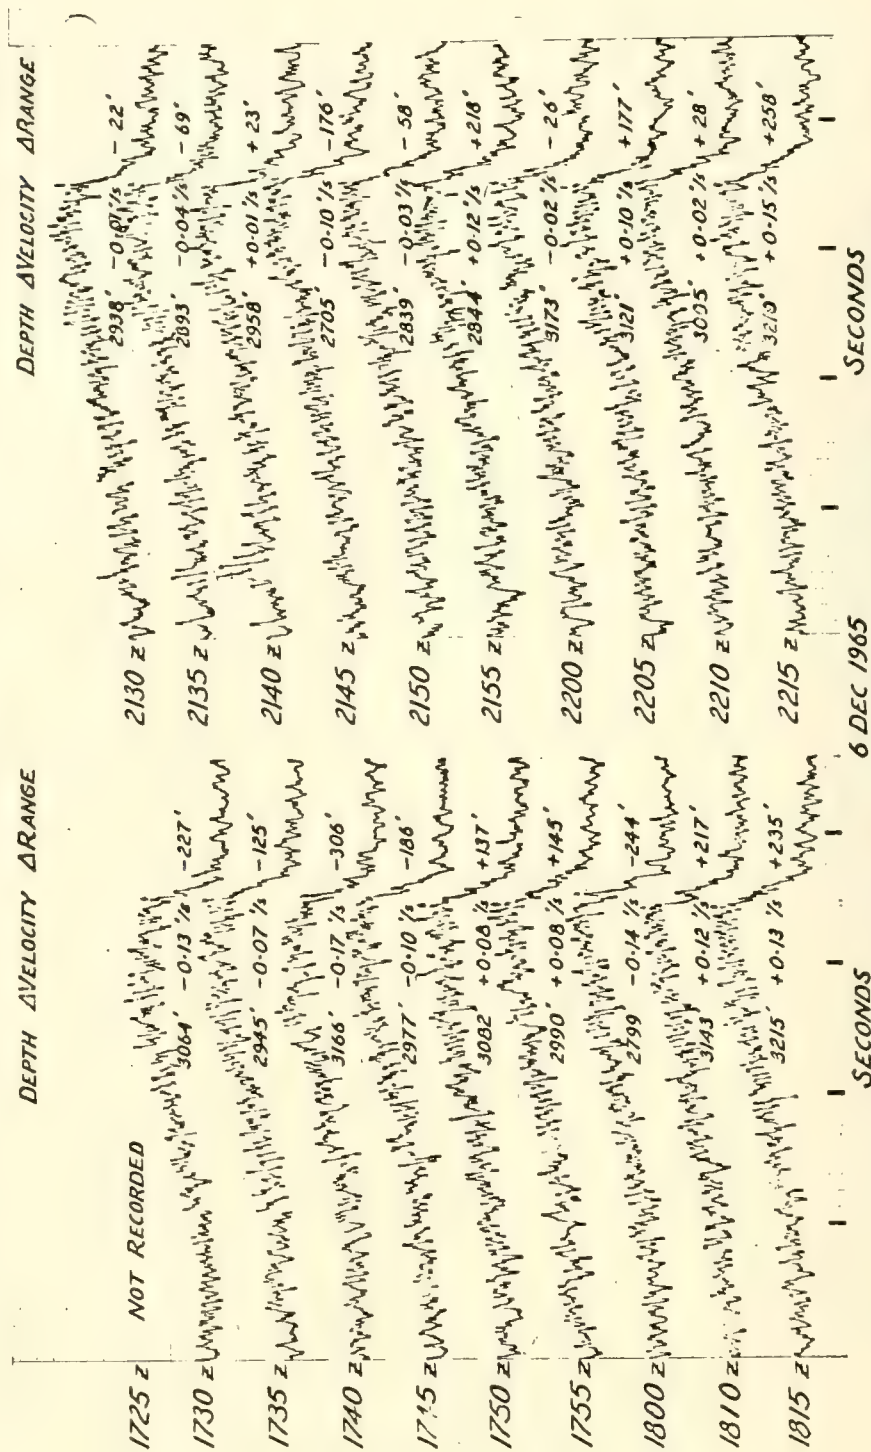 DEPTH ΔVELOCITY ΔRANGE
1725 z NOT RECORDED
1730 z 3064' -0.13 '/s -227'
1735 z 2945' -0.07 '/s -125'
1740 z 3166' -0.17 '/s -306'
z 2977' -0.10 '/s -186'
1750 z 3082 +0.08 '/s +137'
1755 z 2990' +0.08 '/s +145'
1800 z 2799 -0.14 '/s -244'
1810 z 3143 +0.12 '/s +217'
1815 z 3215' +0.13 '/s +235'
SECONDS
DEPTH ΔVELOCITY ΔRANGE
2130 z 2938' -0.01 '/s -22'
2135 z 2893' -0.04 '/s -69'
2140 z 2958' +0.01 '/s +23'
2145 z 2705 -0.10 '/s -176'
2150 z 2839 -0.03 '/s -58'
2155 z 2844' +0.12 '/s +218'
2200 z 3173' -0.02 '/s -26'
2205 z 3121' +0.10 '/s +177'
2210 z +0.02 '/s +28'
2215 z +0.15 '/s +258'
SECONDS
6 DEC 1965